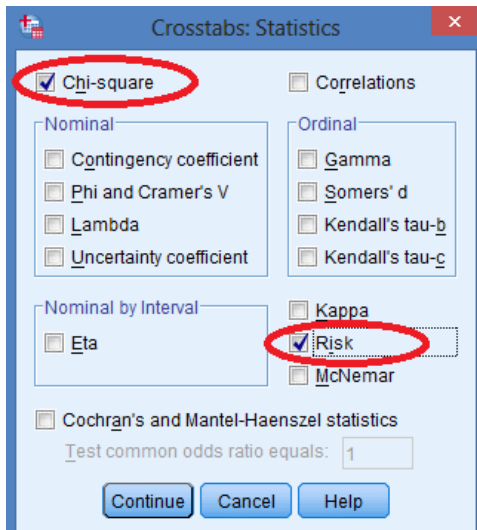 Crosstabs: Statistics
Chi-square
Correlations
Nominal
Contingency coefficient
Phi and Cramer's V
Lambda
Uncertainty coefficient
Ordinal
Gamma
Somers' d
Kendall's tau-b
Kendall's tau-c
Nominal by Interval
Eta
Kappa
Risk
McNemar
Cochran's and Mantel-Haenszel statistics
Test common odds ratio equals: 1
Continue Cancel Help